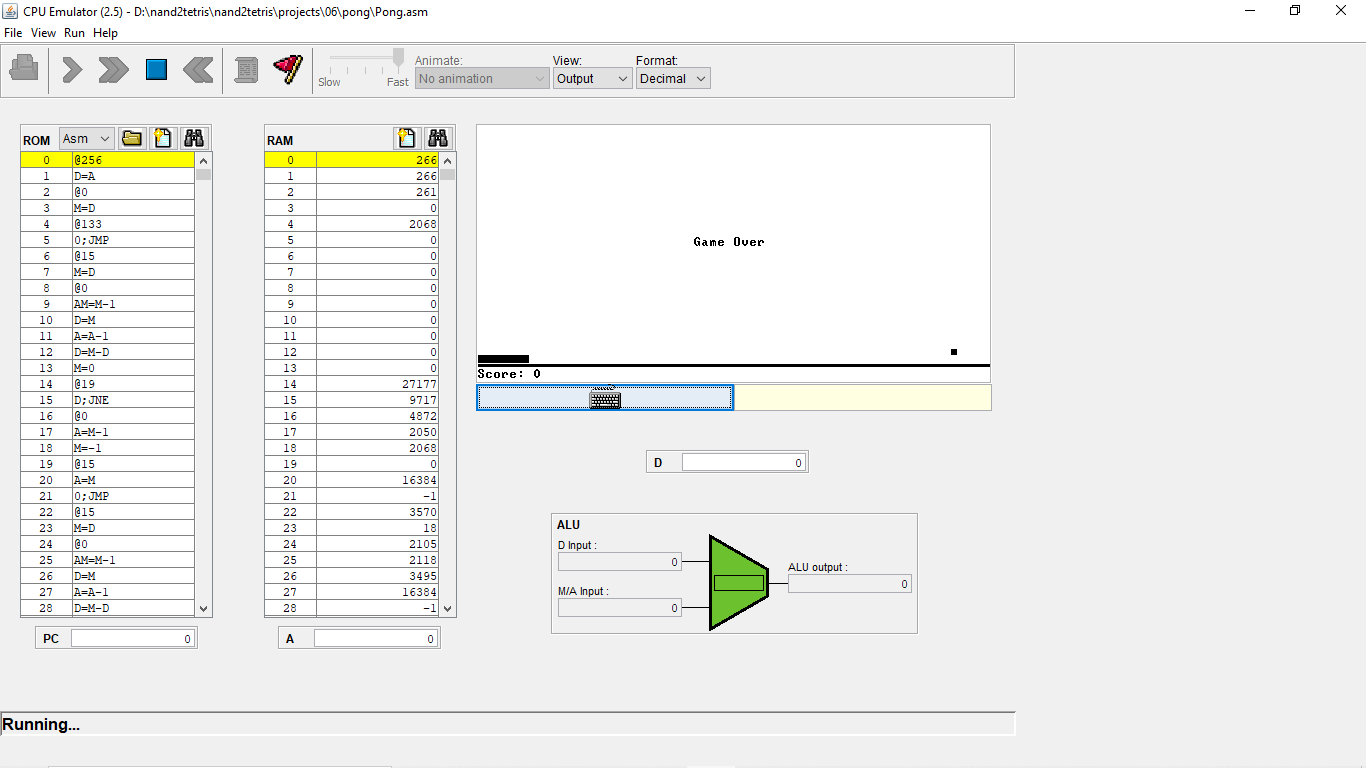 CPU Emulator (2.5) - D:\nand2tetris\nand2tetris\projects\06\pong\Pong.asm
File View Run Help
Slow Fast
Animate:
No animation
View:
Output
Format:
Decimal
ROM Asm
0 @256
1 D=A
2 @0
3 M=D
4 @133
5 0;JMP
6 @15
7 M=D
8 @0
9 AM=M-1
10 D=M
11 A=A-1
12 D=M-D
13 M=0
14 @19
15 D;JNE
16 @0
17 A=M-1
18 M=-1
19 @15
20 A=M
21 0;JMP
22 @15
23 M=D
24 @0
25 AM=M-1
26 D=M
27 A=A-1
28 D=M-D
PC 0
RAM
0 266
1 266
2 261
3 0
4 2068
5 0
6 0
7 0
8 0
9 0
10 0
11 0
12 0
13 0
14 27177
15 9717
16 4872
17 2050
18 2068
19 0
20 16384
21 -1
22 3570
23 18
24 2105
25 2118
26 3495
27 16384
28 -1
A 0
Game Over
Score: 0
D 0
ALU
D Input :
0
M/A Input :
0
ALU output :
0
Running...